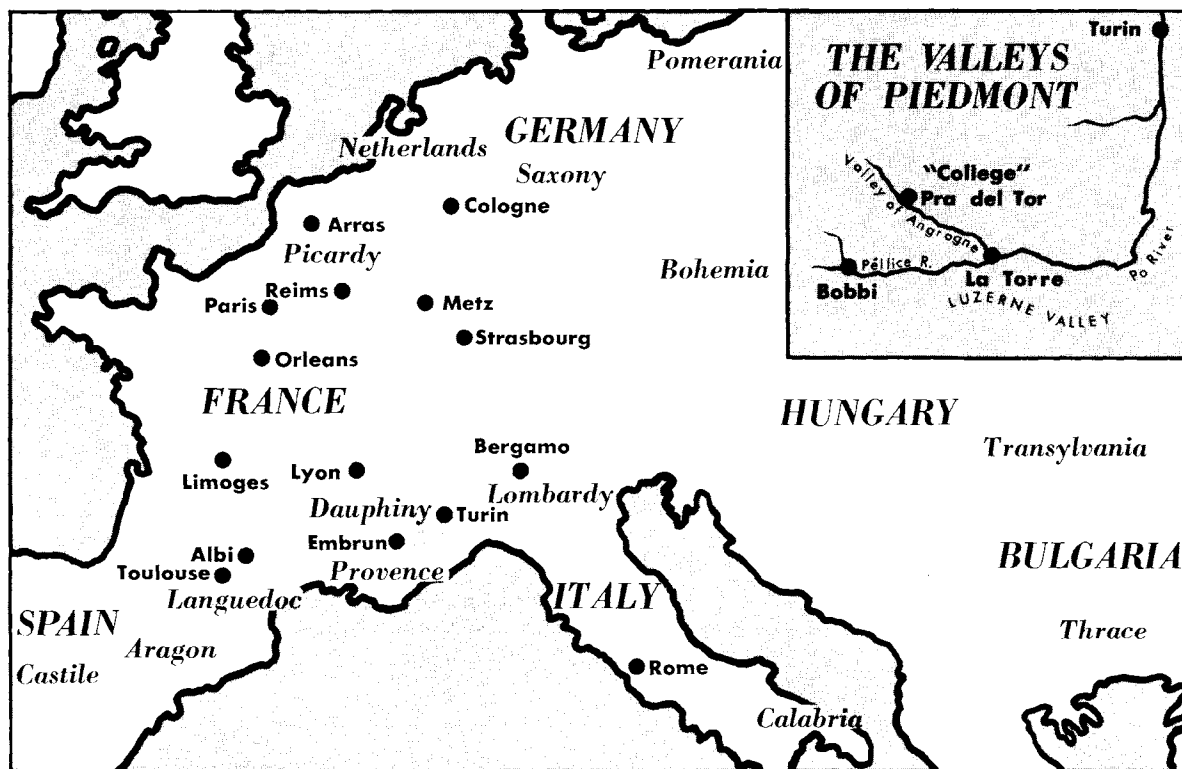 Pomerania
GERMANY
Netherlands
Saxony
Cologne
Arras
Picardy
Bohemia
Reims
Paris
Metz
Strasbourg
Orleans
FRANCE
HUNGARY
Transylvania
Bergamo
Limoges
Lyon
Lombardy
Dauphiny
Turin
Embrun
Provence
Albi
Toulouse
Languedoc
ITALY
BULGARIA
SPAIN
Aragon
Castile
Thrace
Rome
Calabria
THE VALLEYS
OF PIEDMONT
Turin
"College"
Pra del Tor
Valley of Angrogne
Péllice R.
Bobbi
La Torre
LUZERNE VALLEY
Po River